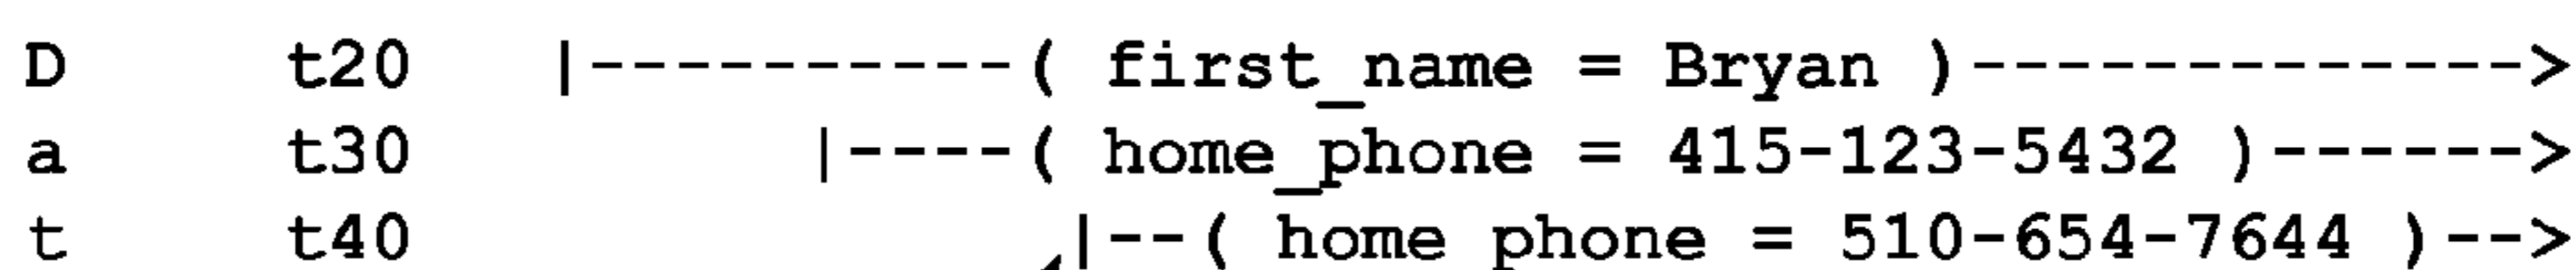 D t20 |-----------( first_name = Bryan )-------------->
a t30 |----( home_phone = 415-123-5432 )------>
t t40 |--( home phone = 510-654-7644 )-->